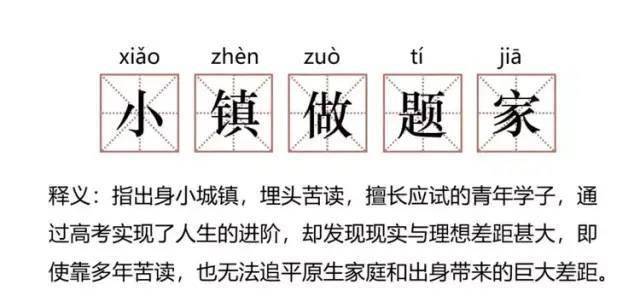 xiǎo zhèn zuò tí jiā
小镇做题家
释义：指出身小城镇，埋头苦读，擅长应试的青年学子，通
过高考实现了人生的进阶，却发现现实与理想差距甚大，即
使靠多年苦读，也无法追平原生家庭和出身带来的巨大差距。